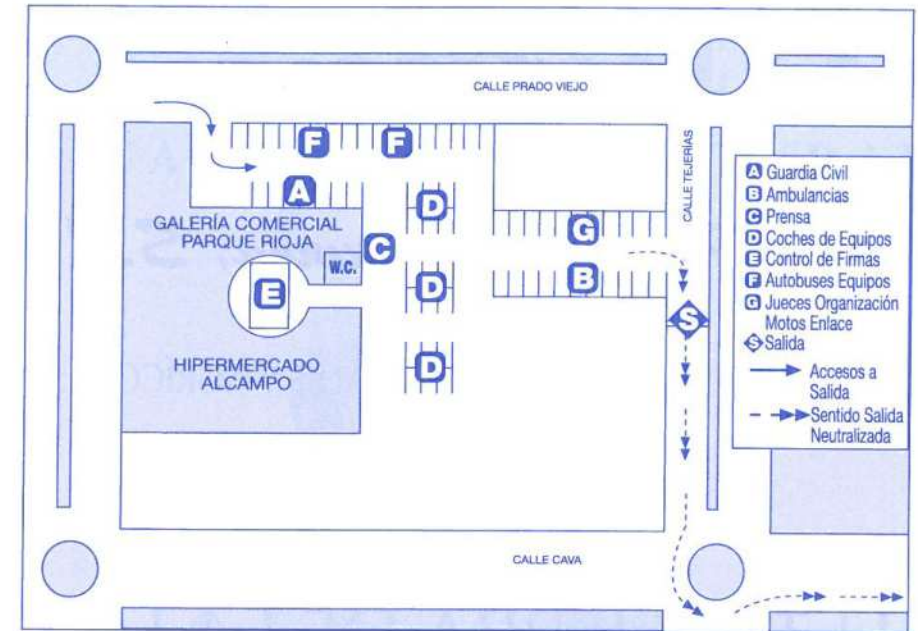 CALLE PRADO VIEJO
F
F
CALLE TEJERÍAS
A
D
GALERÍA COMERCIAL
PARQUE RIOJA
C
W.C.
G
E
D
B
S
HIPERMERCADO
ALCAMPO
D
CALLE CAVA
A Guardia Civil
B Ambulancias
C Prensa
D Coches de Equipos
E Control de Firmas
F Autobuses Equipos
G Jueces Organización
Motos Enlace
S Salida
Accesos a
Salida
Sentido Salida
Neutralizada